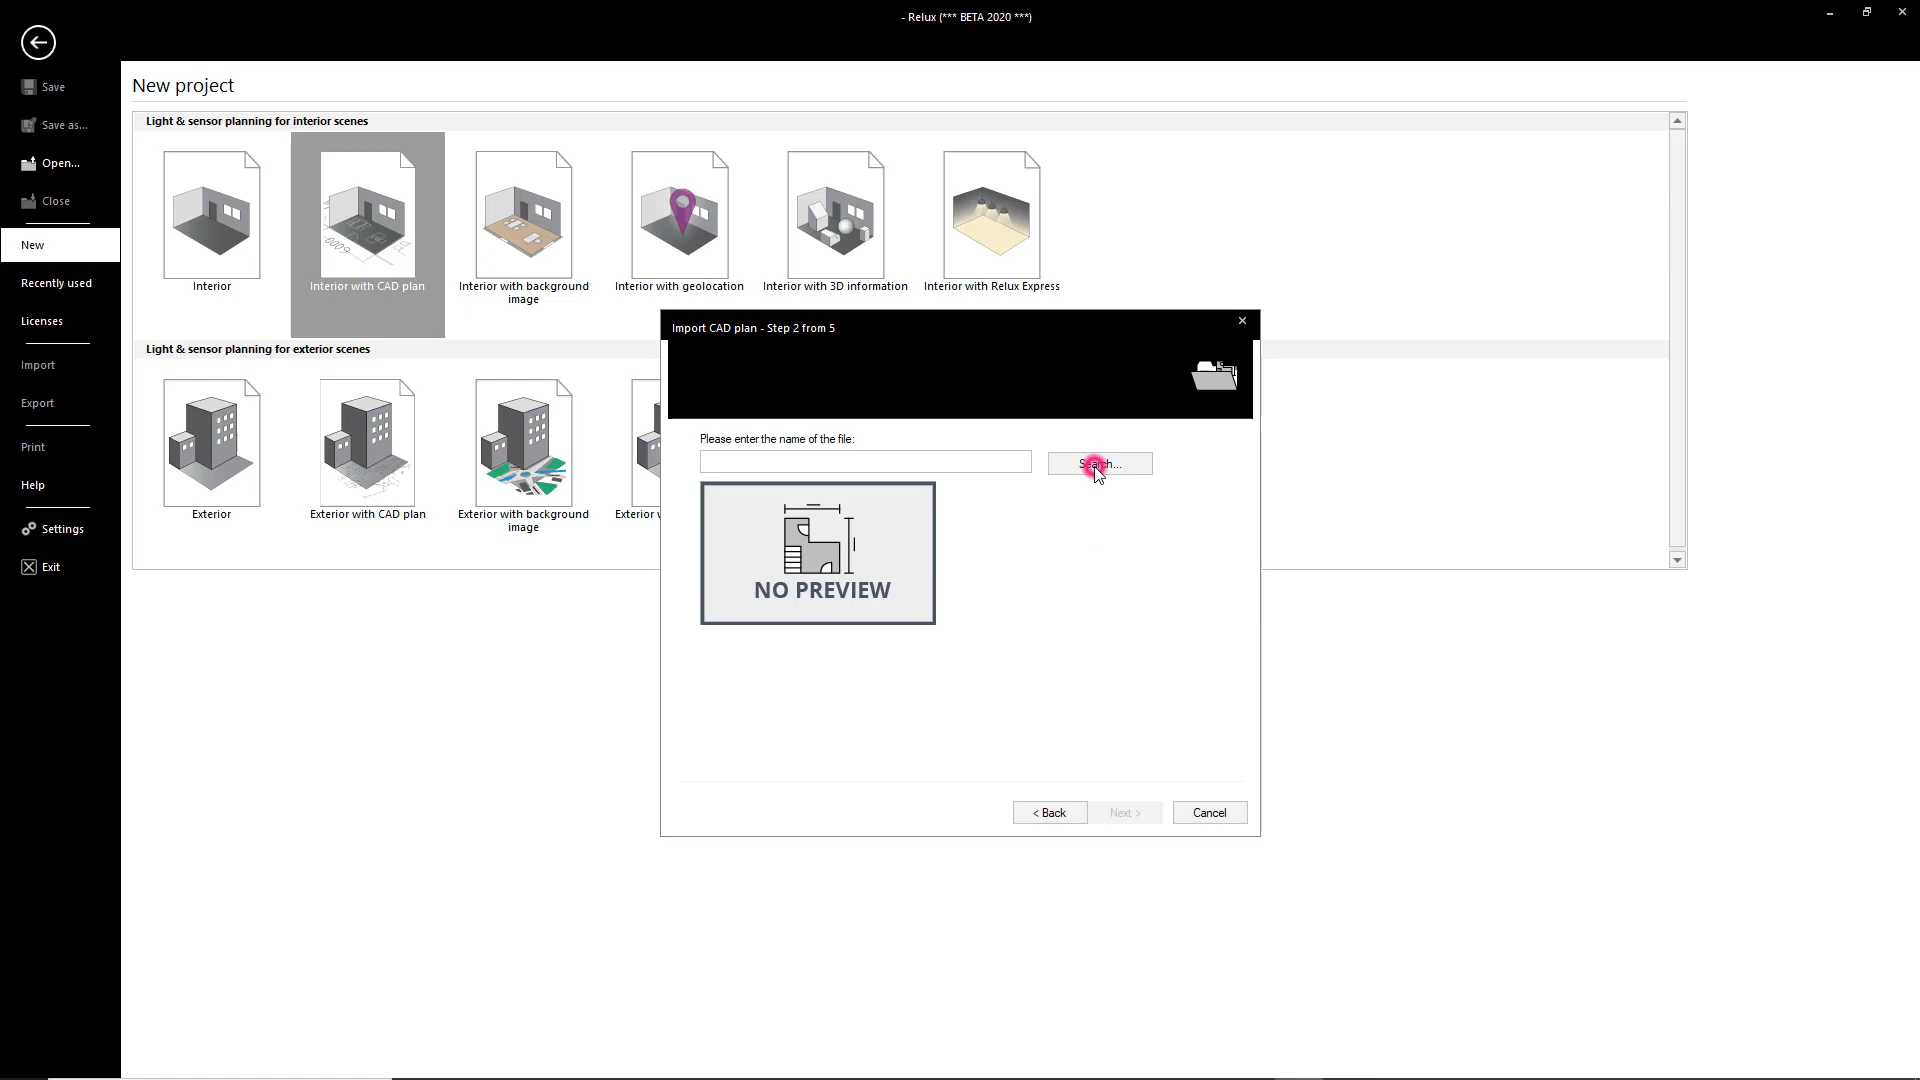 - Relux (*** BETA 2020 ***)
Save
Save as...
Open...
Close
New
Recently used
Licenses
Import
Export
Print
Help
Settings
Exit
New project
Light & sensor planning for interior scenes
0009
Interior
Interior with CAD plan
Interior with background
image
Interior with geolocation
Interior with 3D information
Interior with Relux Express
Light & sensor planning for exterior scenes
Exterior
Exterior with CAD plan
Exterior with background
image
Exterior
Import CAD plan - Step 2 from 5
Please enter the name of the file:
Search...
NO PREVIEW
< Back
Next >
Cancel